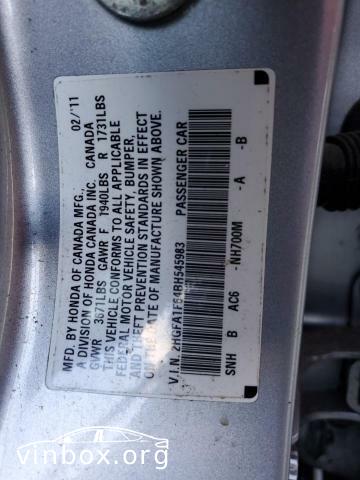 MFD. BY HONDA OF CANADA MFG., 02/'11
A DIVISION OF HONDA CANADA INC. CANADA
GVWR 3671LBS GAWR F 1940LBS R 1731LBS
THIS VEHICLE CONFORMS TO ALL APPLICABLE
FEDERAL MOTOR VEHICLE SAFETY, BUMPER,
AND THEFT PREVENTION STANDARDS IN EFFECT
ON THE DATE OF MANUFACTURE SHOWN ABOVE.
V.I.N. PASSENGER CAR
SNH B AC6 -NH700M -A -B
vinbox.org